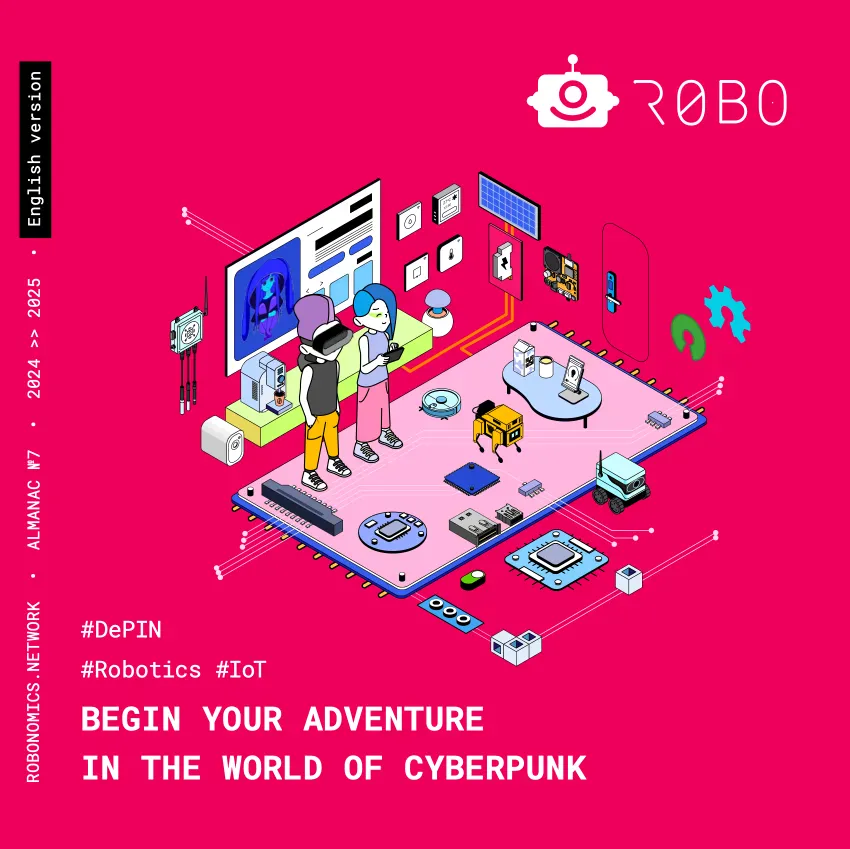 R0B0
English version
ROBONOMICS.NETWORK • ALMANAC №7 • 2024 >> 2025 •
#DePIN
#Robotics #IoT
BEGIN YOUR ADVENTURE
IN THE WORLD OF CYBERPUNK